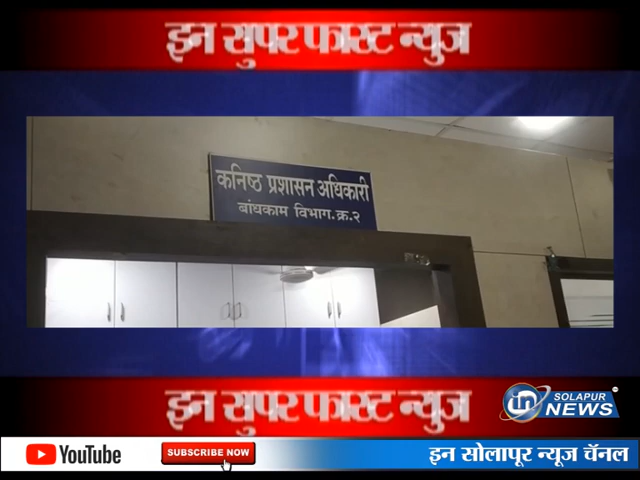 इन सुपर फास्ट न्युज
कनिष्ठ प्रशासन अधिकारी
बांधकाम विभाग.क्र.२
इन सुपर फास्ट न्युज
in SOLAPUR NEWS
YouTube SUBSCRIBE NOW इन सोलापूर न्यूज चॅनल